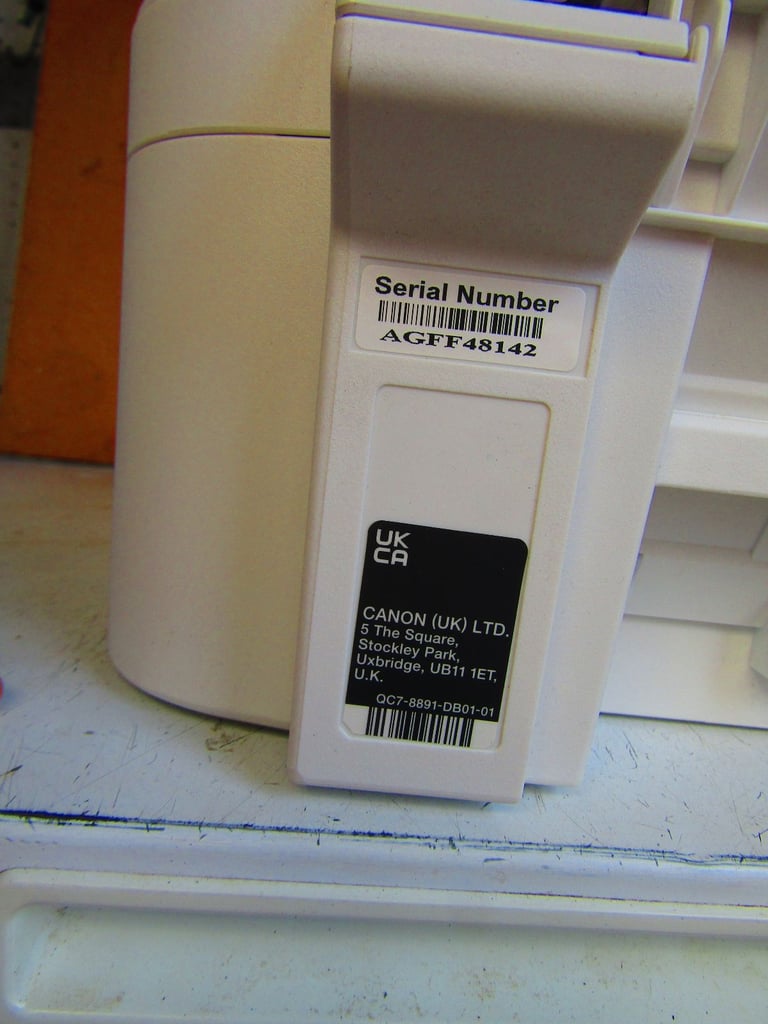 Serial Number
AGFF48142
UK
CA
CANON (UK) LTD.
5 The Square,
Stockley Park,
Uxbridge, UB11 1ET,
U.K.
QC7-8891-DB01-01